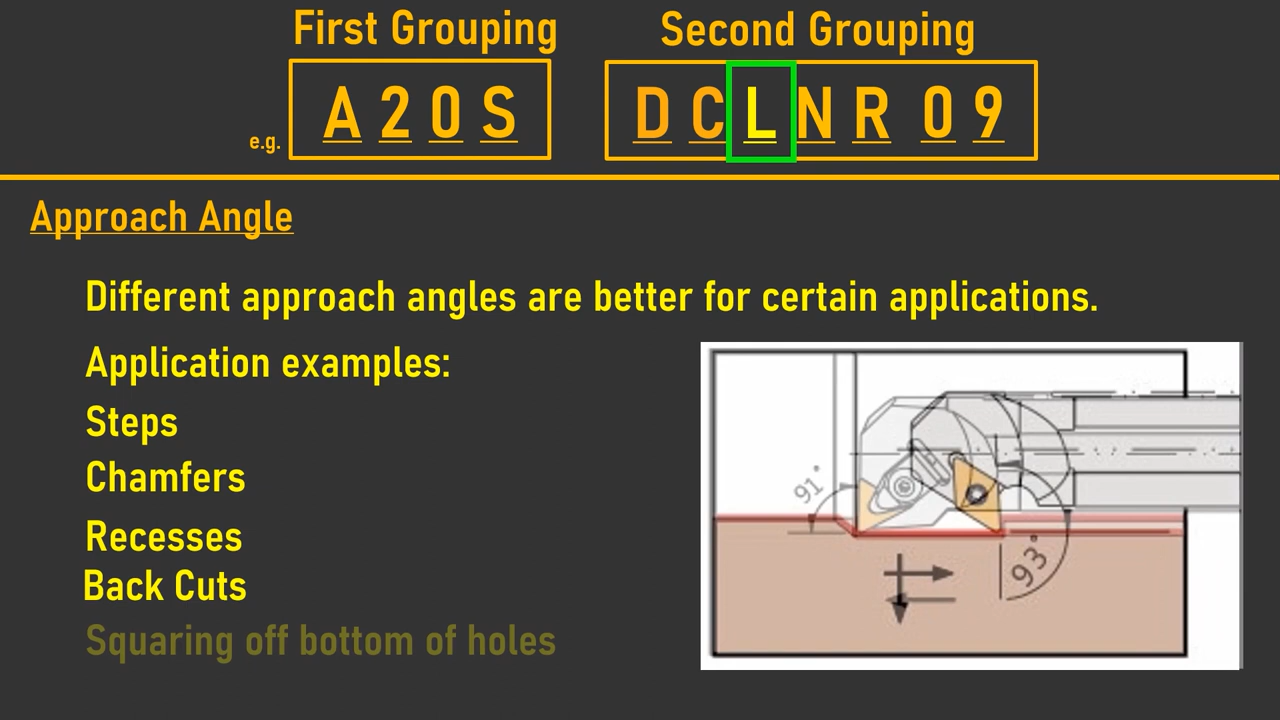 First Grouping
Second Grouping
e.g.
A 2 0 S
D C L N R 0 9
Approach Angle
Different approach angles are better for certain applications.
Application examples:
Steps
Chamfers
Recesses
Back Cuts
Squaring off bottom of holes
91°
93°